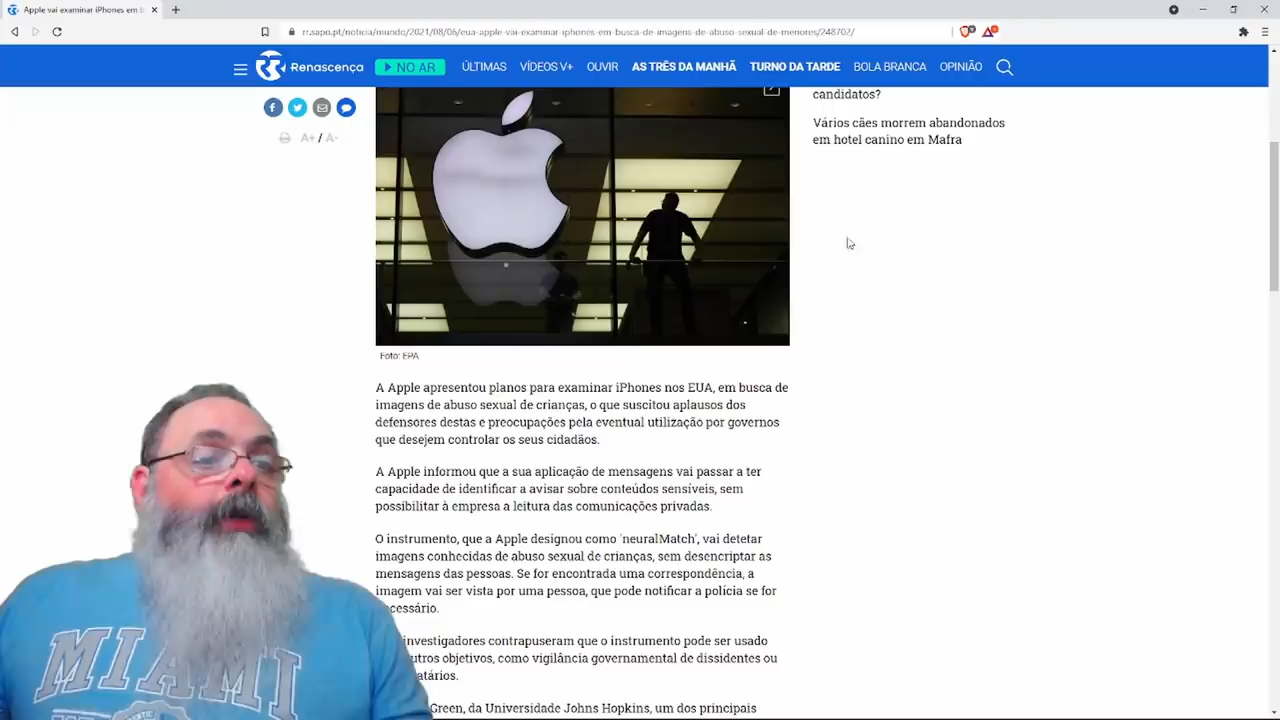 Apple vai examinar iPhones em b
rr.sapo.pt/noticia/mundo/2021/08/06/eua-apple-vai-examinar-iphones-em-busca-de-imagens-de-abuso-sexual-de-menores/248702/
Renascença
NO AR
ÚLTIMAS
VÍDEOS V+
OUVIR
AS TRÊS DA MANHÃ
TURNO DA TARDE
BOLA BRANCA
OPINIÃO
A+ / A-
candidatos?
Vários cães morrem abandonados
em hotel canino em Mafra
Foto: EPA
A Apple apresentou planos para examinar iPhones nos EUA, em busca de
imagens de abuso sexual de crianças, o que suscitou aplausos dos
defensores destas e preocupações pela eventual utilização por governos
que desejem controlar os seus cidadãos.
A Apple informou que a sua aplicação de mensagens vai passar a ter
capacidade de identificar a avisar sobre conteúdos sensíveis, sem
possibilitar à empresa a leitura das comunicações privadas.
O instrumento, que a Apple designou como 'neuralMatch', vai detetar
imagens conhecidas de abuso sexual de crianças, sem desencriptar as
mensagens das pessoas. Se for encontrada uma correspondência, a
imagem vai ser vista por uma pessoa, que pode notificar a polícia se for
ecessário.
investigadores contrapuseram que o instrumento pode ser usado
utros objetivos, como vigilância governamental de dissidentes ou
atários.
Green, da Universidade Johns Hopkins, um dos principais
MIAMI